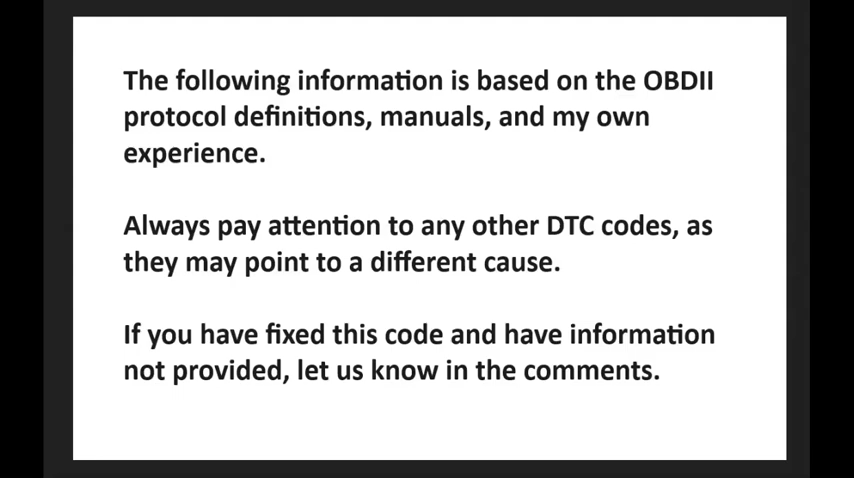 The following information is based on the OBDII
protocol definitions, manuals, and my own
experience.
Always pay attention to any other DTC codes, as
they may point to a different cause.
If you have fixed this code and have information
not provided, let us know in the comments.